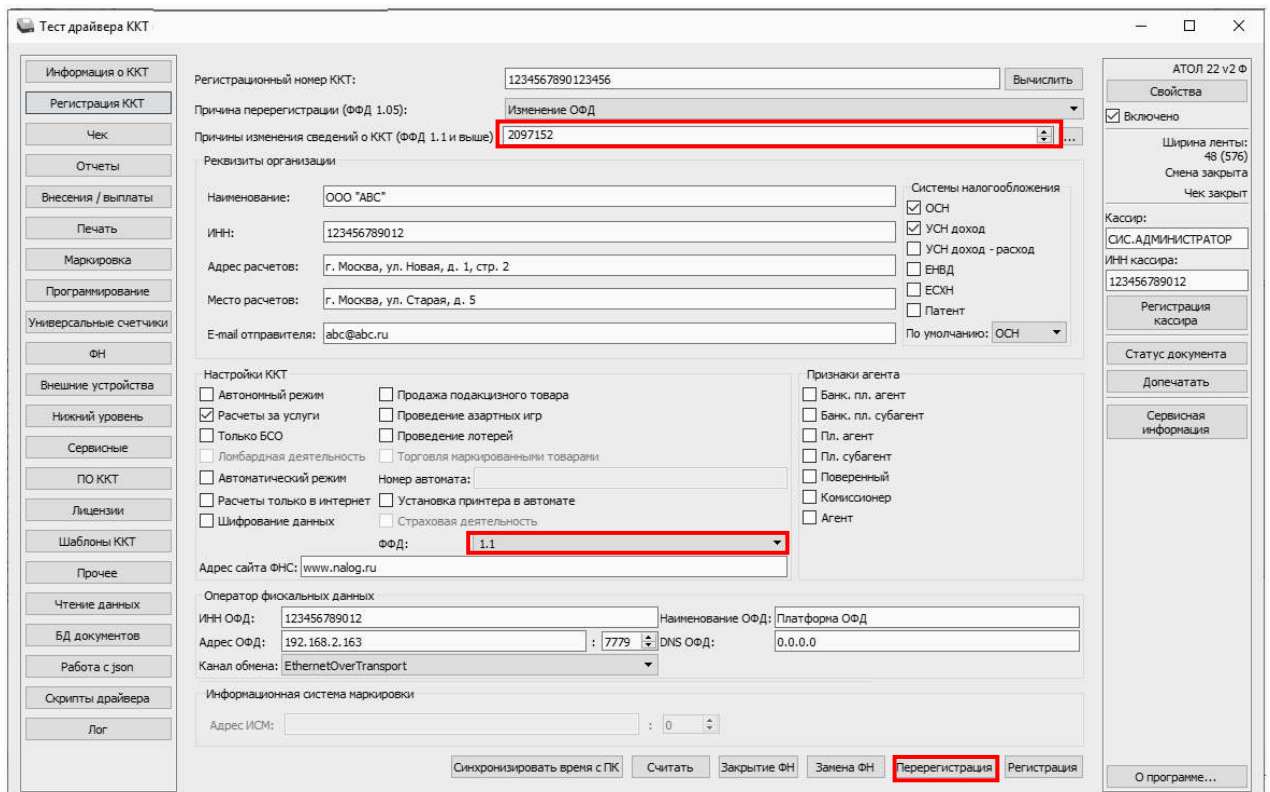 Тест драйвера ККТ
Информация о ККТ
Регистрация ККТ
Чек
Отчеты
Внесения / выплаты
Печать
Маркировка
Программирование
Универсальные счетчики
ФН
Внешние устройства
Нижний уровень
Сервисные
ПО ККТ
Лицензии
Шаблоны ККТ
Прочее
Чтение данных
БД документов
Работа с json
Скрипты драйвера
Лог
Регистрационный номер ККТ: 1234567890123456 Вычислить
Причина перерегистрации (ФФД 1.05): Изменение ОФД
Причины изменения сведений о ККТ (ФФД 1.1 и выше) 2097152 ...
Реквизиты организации
Наименование: ООО "АВС"
ИНН: 123456789012
Адрес расчетов: г. Москва, ул. Новая, д. 1, стр. 2
Место расчетов: г. Москва, ул. Старая, д. 5
E-mail отправителя: abc@abc.ru
Системы налогообложения
ОСН
УСН доход
УСН доход - расход
ЕНВД
ЕСХН
Патент
По умолчанию: ОСН
Настройки ККТ
Автономный режим Продажа подакцизного товара
Расчеты за услуги Проведение азартных игр
Только БСО Проведение лотерей
Ломбардная деятельность Торговля маркированными товарами
Автоматический режим Номер автомата:
Расчеты только в интернет Установка принтера в автомате
Шифрование данных Страховая деятельность
ФФД: 1.1
Адрес сайта ФНС: www.nalog.ru
Признаки агента
Банк. пл. агент
Банк. пл. субагент
Пл. агент
Пл. субагент
Поверенный
Комиссионер
Агент
Оператор фискальных данных
ИНН ОФД: 123456789012 Наименование ОФД: Платформа ОФД
Адрес ОФД: 192.168.2.163 : 7779 DNS ОФД: 0.0.0.0
Канал обмена: EthernetOverTransport
Информационная система маркировки
Адрес ИСМ: : 0
Синхронизировать время с ПК Считать Закрытие ФН Замена ФН Перерегистрация Регистрация
АТОЛ 22 v2 Ф
Свойства
Включено
Ширина ленты:
48 (576)
Смена закрыта
Чек закрыт
Кассир:
СИС.АДМИНИСТРАТОР
ИНН кассира:
123456789012
Регистрация
кассира
Статус документа
Допечатать
Сервисная
информация
О программе...